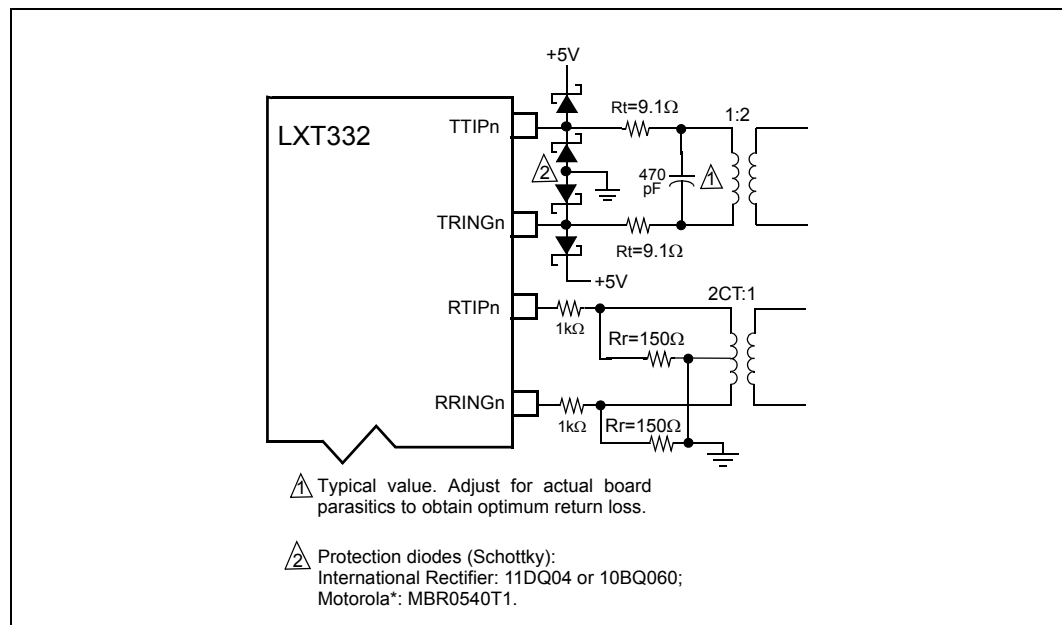 +5V
LXT332
TTIPn
Rt=9.1Ω
1:2
2
470
pF
1
TRINGn
Rt=9.1Ω
+5V
RTIPn
2CT:1
1kΩ
Rr=150Ω
RRINGn
1kΩ
Rr=150Ω
1 Typical value. Adjust for actual board
parasitics to obtain optimum return loss.
2 Protection diodes (Schottky):
International Rectifier: 11DQ04 or 10BQ060;
Motorola*: MBR0540T1.